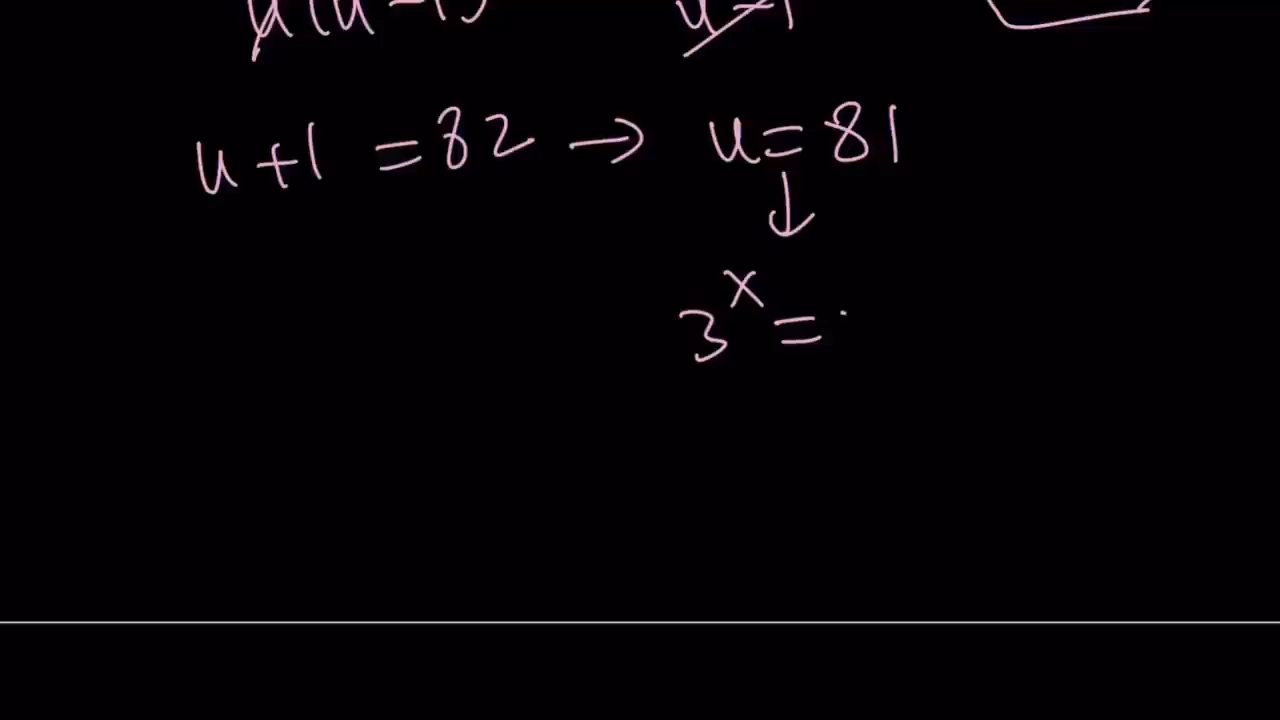 u + 1 = 82 → u = 81
↓
3^x =